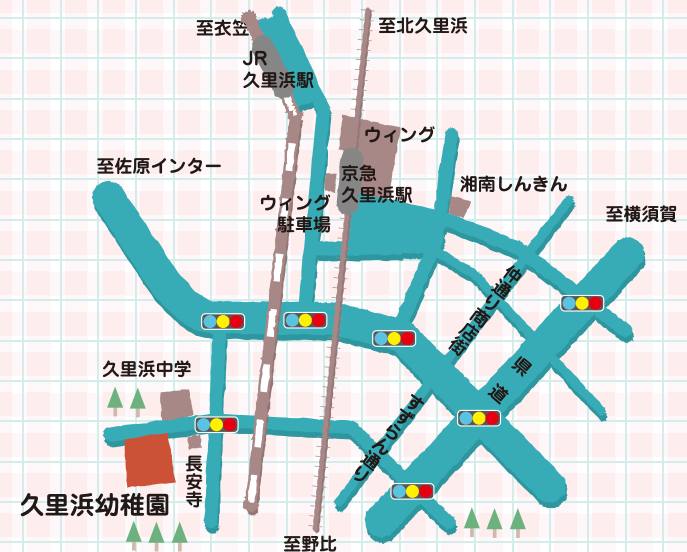 至衣笠
至北久里浜
JR
久里浜駅
ウィング
至佐原インター
京急
久里浜駅
湘南しんきん
ウィング
駐車場
至横須賀
仲通り商店街
久里浜中学
県道
すずらん通り
長安寺
久里浜幼稚園
至野比